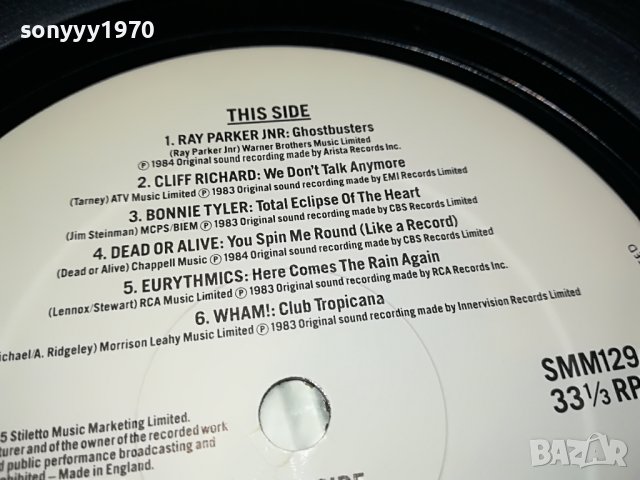 sonyyy1970
THIS SIDE
1. RAY PARKER JNR: Ghostbusters
(Ray Parker Jnr) Warner Brothers Music Limited
Ⓟ 1984 Original sound recording made by Arista Records Inc.
2. CLIFF RICHARD: We Don't Talk Anymore
(Tarney) ATV Music Limited Ⓟ 1983 Original sound recording made by EMI Records Limited
3. BONNIE TYLER: Total Eclipse Of The Heart
(Jim Steinman) MCPS/BIEM Ⓟ 1983 Original sound recording made by CBS Records Limited
4. DEAD OR ALIVE: You Spin Me Round (Like a Record)
(Dead or Alive) Chappell Music Ⓟ 1984 Original sound recording made by CBS Records Limited
5. EURYTHMICS: Here Comes The Rain Again
(Lennox/Stewart) RCA Music Limited Ⓟ 1983 Original sound recording made by RCA Records Inc.
6. WHAM!: Club Tropicana
ichael/A. Ridgeley) Morrison Leahy Music Limited Ⓟ 1983 Original sound recording made by Innervision Records Limited
SMM129
33 1/3 RP
5 Stiletto Music Marketing Limited.
turer and of the owner of the recorded work
d public performance broadcasting and
ohibited - Made in England.
BAZAR